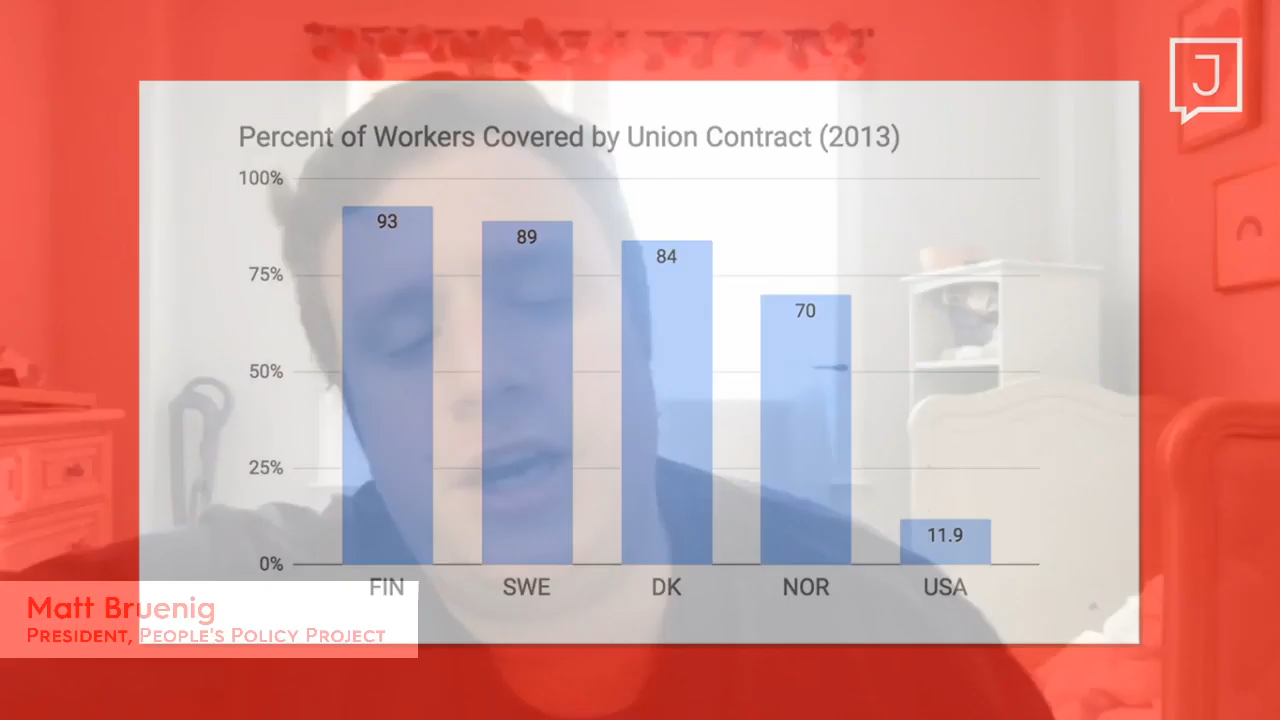 J
Percent of Workers Covered by Union Contract (2013)
100%
75%
50%
25%
0%
93
89
84
70
11.9
FIN SWE DK NOR USA
Matt Bruenig
PRESIDENT, PEOPLE'S POLICY PROJECT